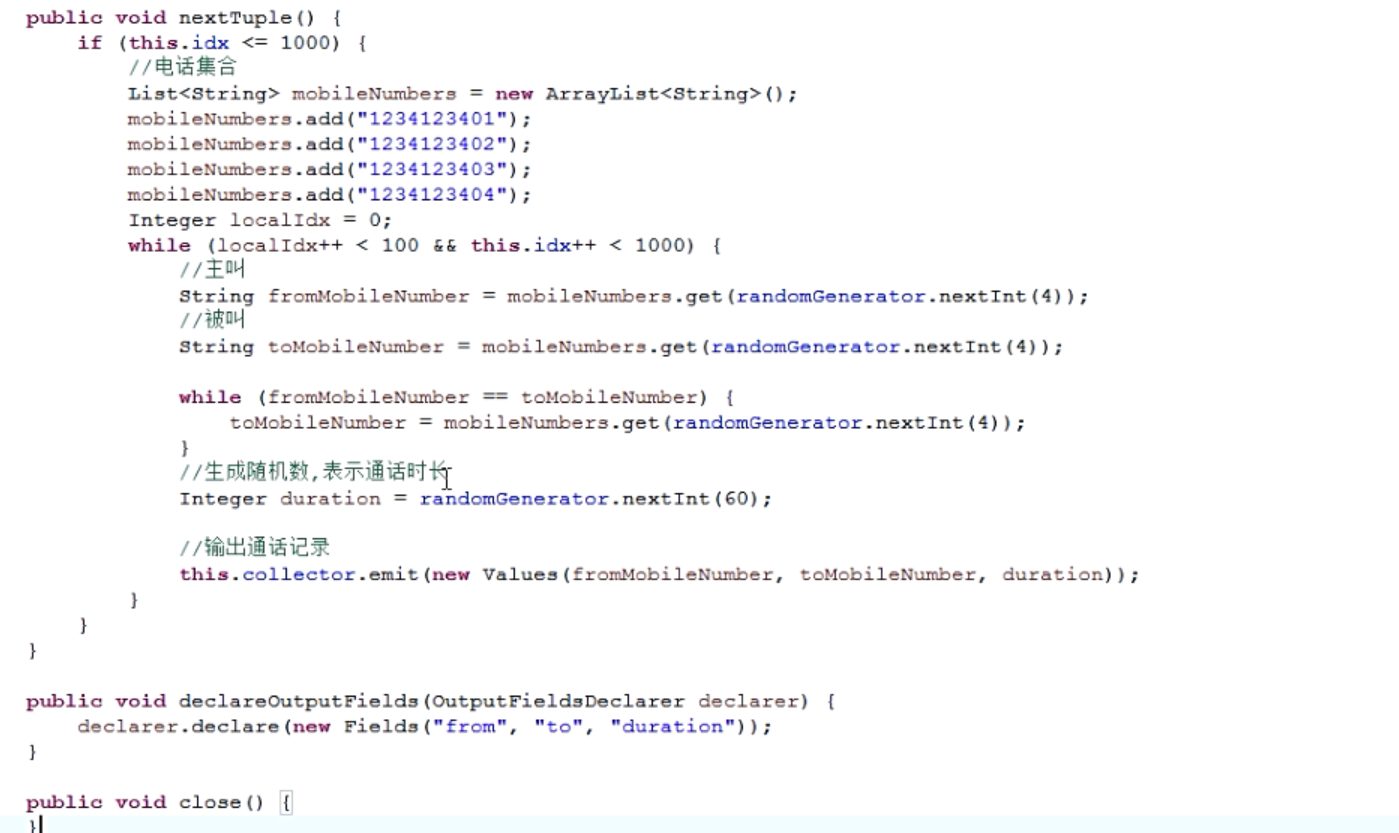 public void nextTuple() {
if (this.idx <= 1000) {
//电话集合
List<String> mobileNumbers = new ArrayList<String>();
mobileNumbers.add("1234123401");
mobileNumbers.add("1234123402");
mobileNumbers.add("1234123403");
mobileNumbers.add("1234123404");
Integer localIdx = 0;
while (localIdx++ < 100 && this.idx++ < 1000) {
//主叫
String fromMobileNumber = mobileNumbers.get(randomGenerator.nextInt(4));
//被叫
String toMobileNumber = mobileNumbers.get(randomGenerator.nextInt(4));
while (fromMobileNumber == toMobileNumber) {
toMobileNumber = mobileNumbers.get(randomGenerator.nextInt(4));
}
//生成随机数,表示通话时长
Integer duration = randomGenerator.nextInt(60);
//输出通话记录
this.collector.emit(new Values(fromMobileNumber, toMobileNumber, duration));
}
}
}
public void declareOutputFields(OutputFieldsDeclarer declarer) {
declarer.declare(new Fields("from", "to", "duration"));
}
public void close() {
}